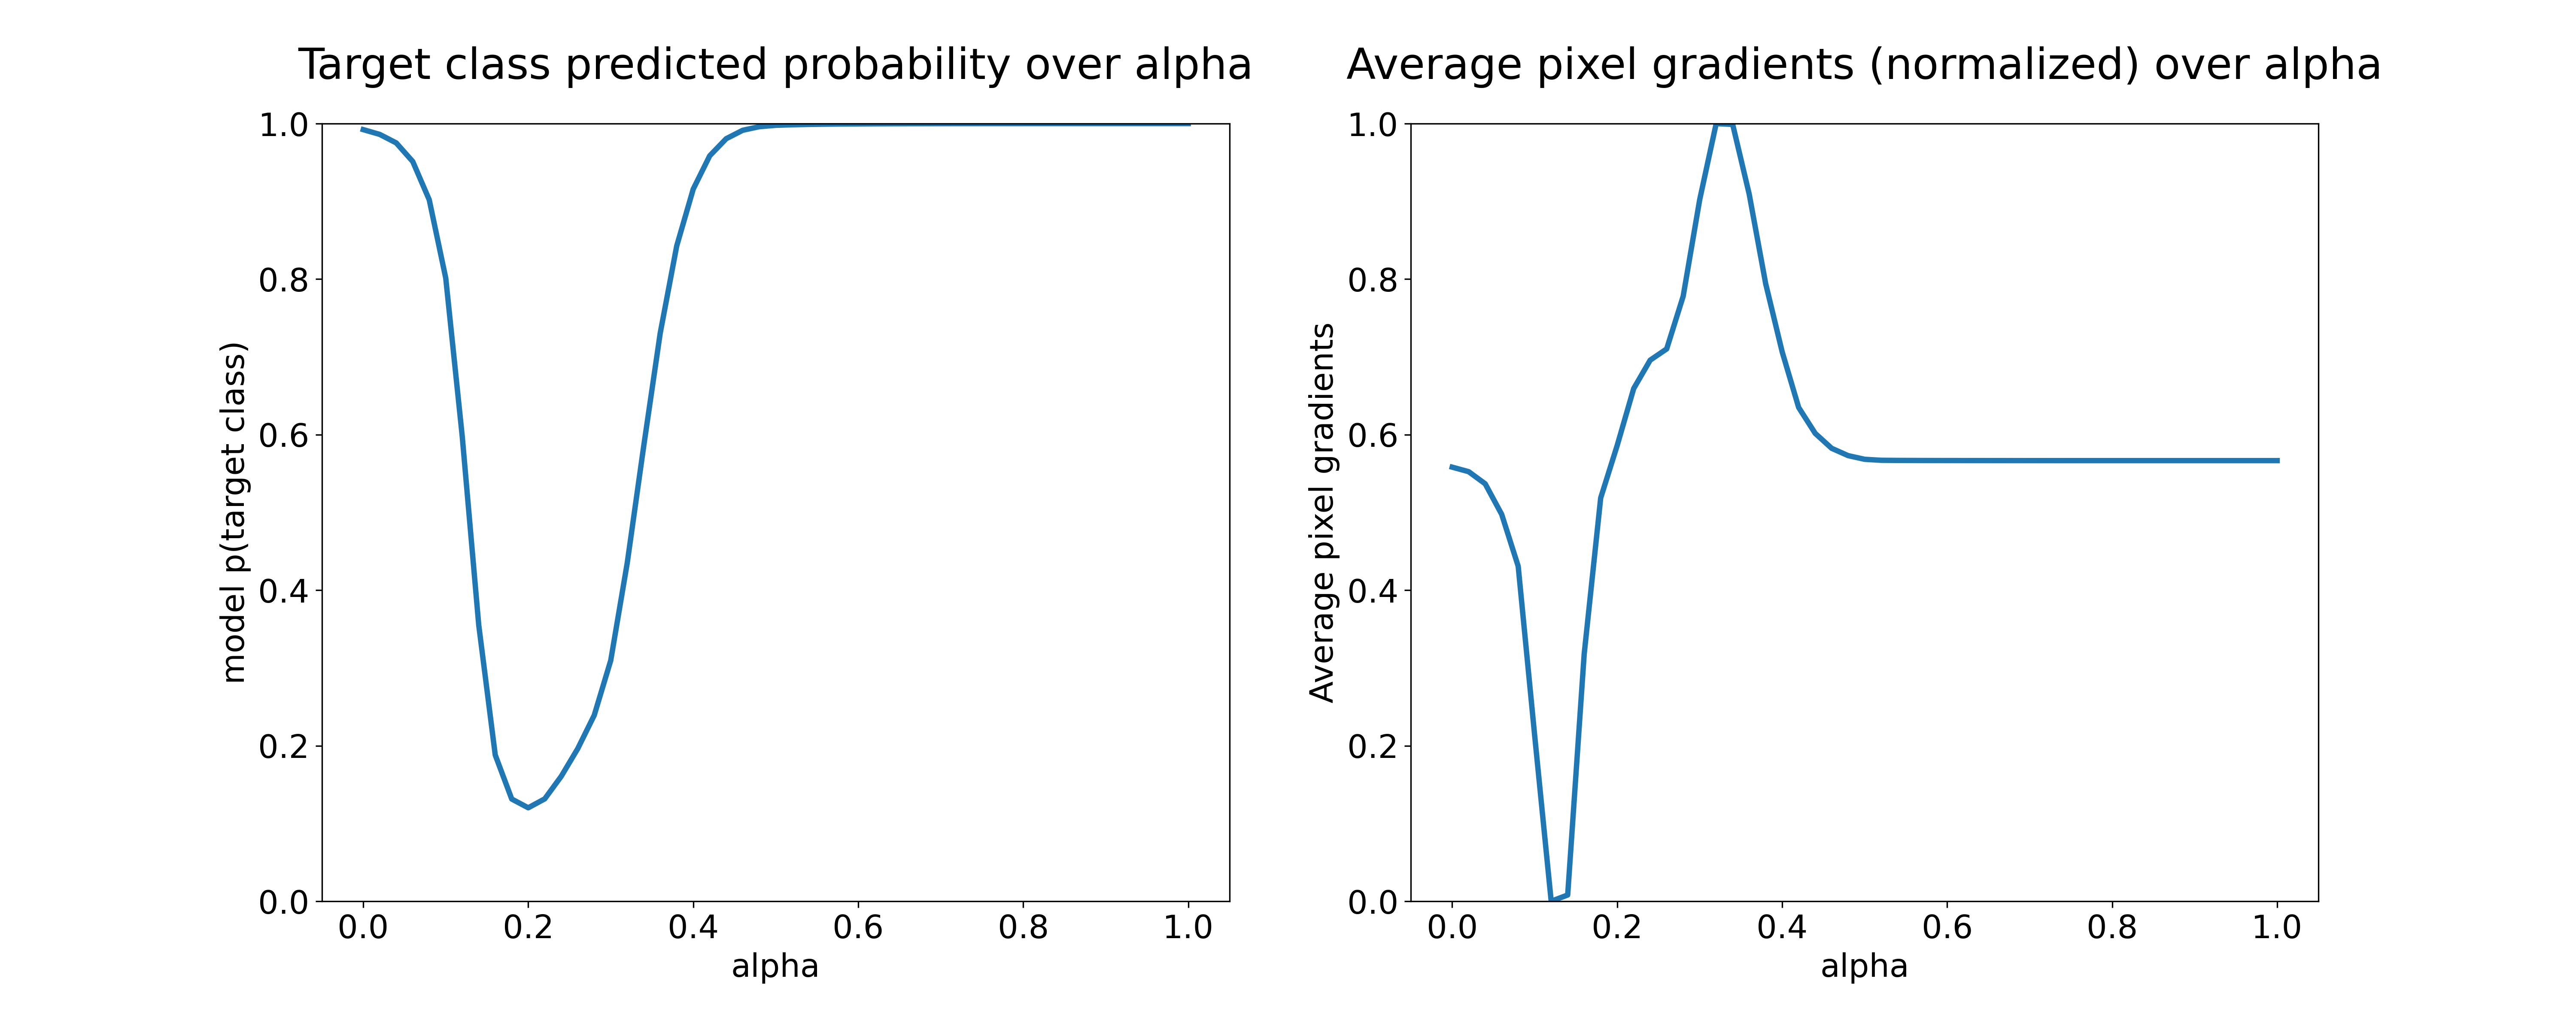 Target class predicted probability over alpha
model p(target class)
1.0
0.8
0.6
0.4
0.2
0.0
0.0 0.2 0.4 0.6 0.8 1.0
alpha
Average pixel gradients (normalized) over alpha
Average pixel gradients
1.0
0.8
0.6
0.4
0.2
0.0
0.0 0.2 0.4 0.6 0.8 1.0
alpha